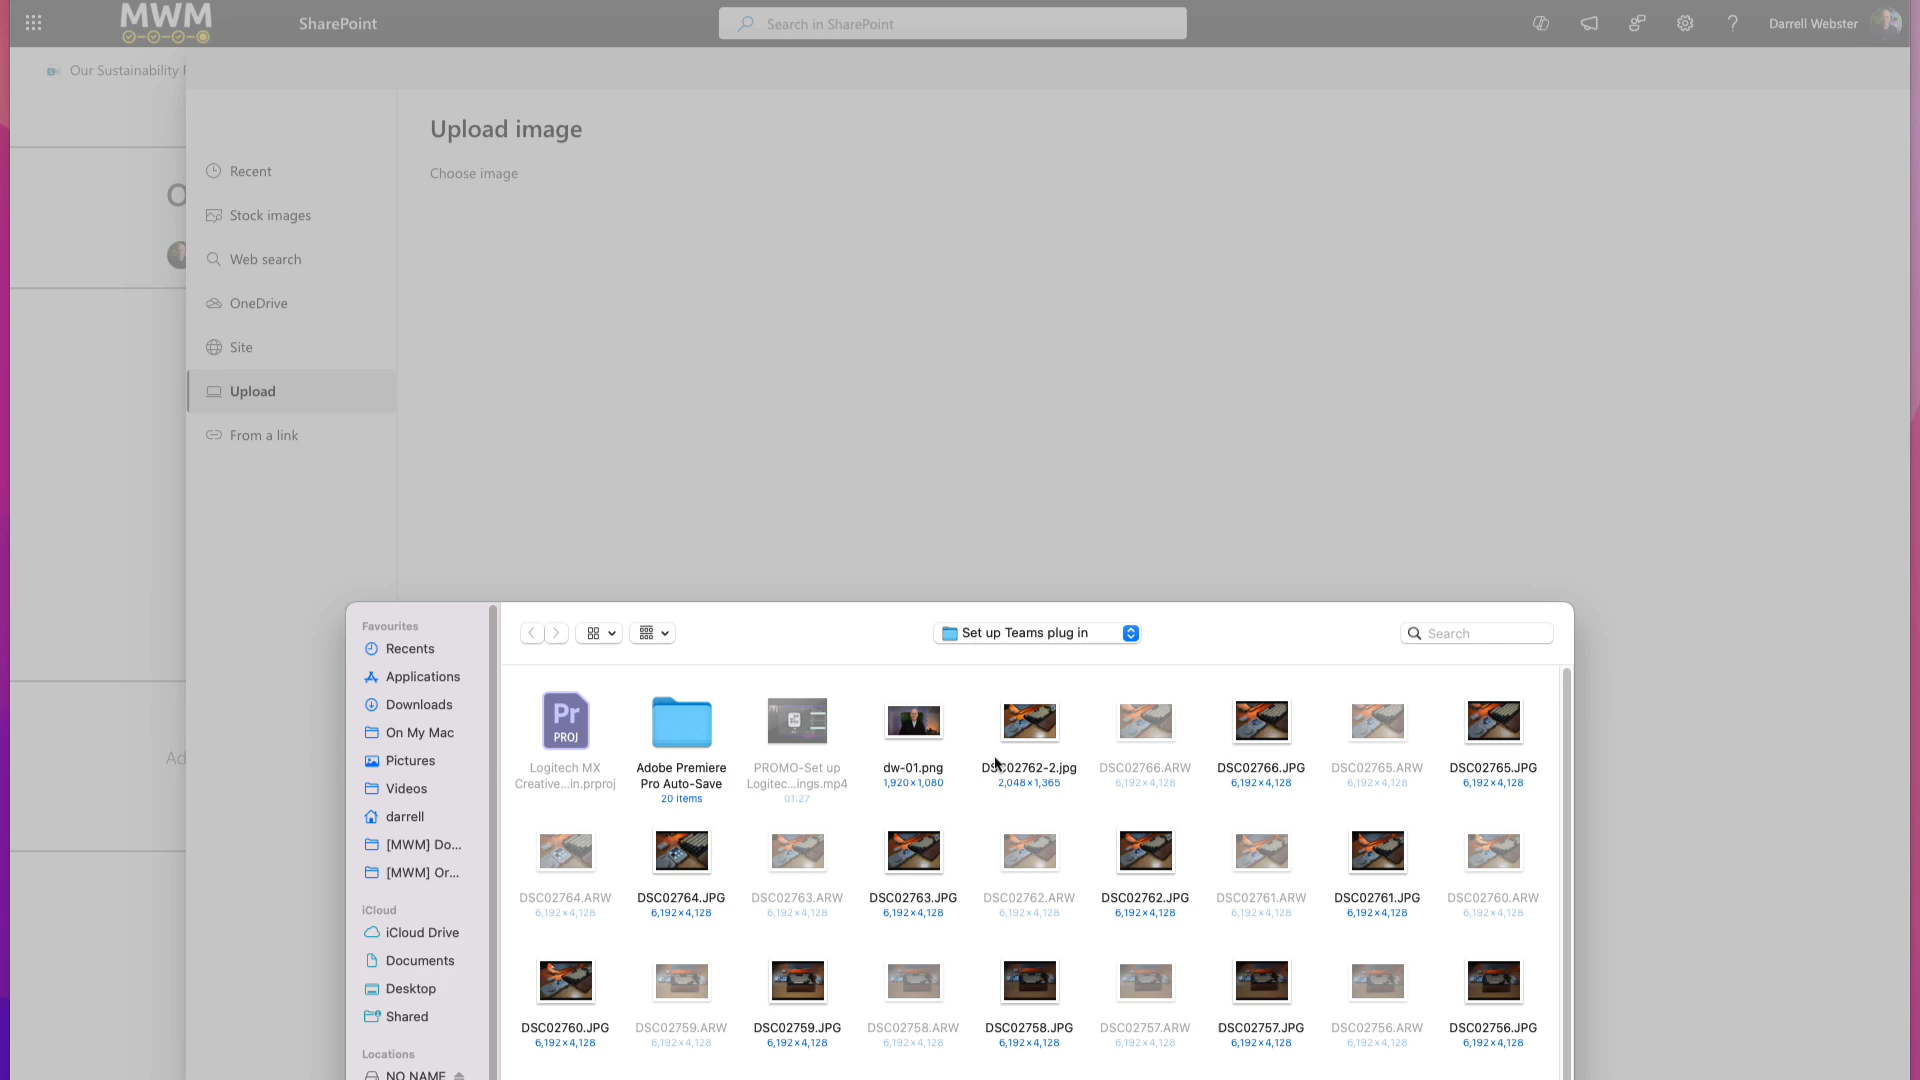 MWM
SharePoint
Search in SharePoint
Darrell Webster
Our Sustainability
Upload image
Choose image
Recent
Stock images
Web search
OneDrive
Site
Upload
From a link
O
Ad
Favourites
Recents
Applications
Downloads
On My Mac
Pictures
Videos
darrell
[MWM] Do...
[MWM] Or...
iCloud
iCloud Drive
Documents
Desktop
Shared
Locations
NO NAME
Set up Teams plug in
Search
Pr
PROJ
Logitech MX
Creative...in.prproj
Adobe Premiere
Pro Auto-Save
20 items
PROMO-Set up
Logitec...ings.mp4
01:27
dw-01.png
1,920×1,080
DSC02762-2.jpg
2,048×1,365
DSC02766.ARW
6,192×4,128
DSC02766.JPG
6,192×4,128
DSC02765.ARW
6,192×4,128
DSC02765.JPG
6,192×4,128
DSC02764.ARW
6,192×4,128
DSC02764.JPG
6,192×4,128
DSC02763.ARW
6,192×4,128
DSC02763.JPG
6,192×4,128
DSC02762.ARW
6,192×4,128
DSC02762.JPG
6,192×4,128
DSC02761.ARW
6,192×4,128
DSC02761.JPG
6,192×4,128
DSC02760.ARW
6,192×4,128
DSC02760.JPG
6,192×4,128
DSC02759.ARW
6,192×4,128
DSC02759.JPG
6,192×4,128
DSC02758.ARW
6,192×4,128
DSC02758.JPG
6,192×4,128
DSC02757.ARW
6,192×4,128
DSC02757.JPG
6,192×4,128
DSC02756.ARW
6,192×4,128
DSC02756.JPG
6,192×4,128